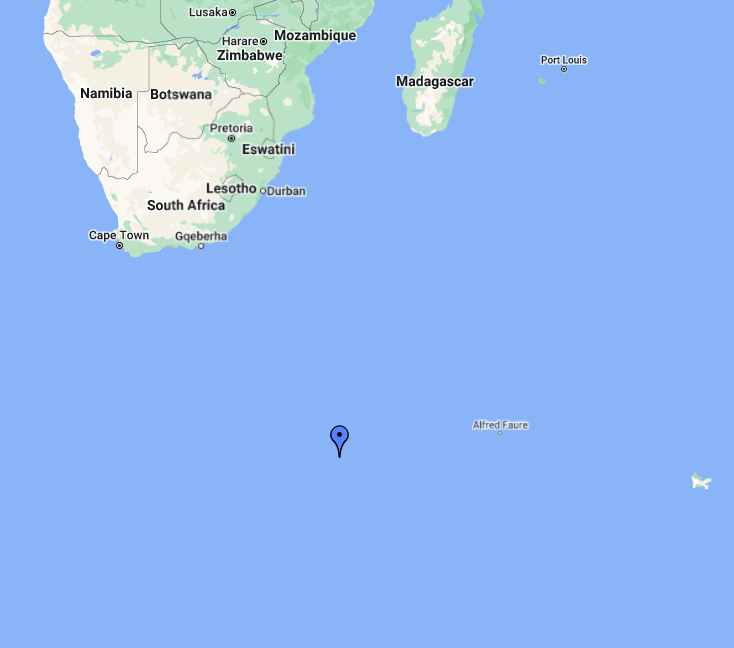 Lusaka
Harare
Mozambique
Zimbabwe
Port Louis
Madagascar
Namibia
Botswana
Pretoria
Eswatini
Lesotho
Durban
South Africa
Cape Town
Gqeberha
Alfred Faure